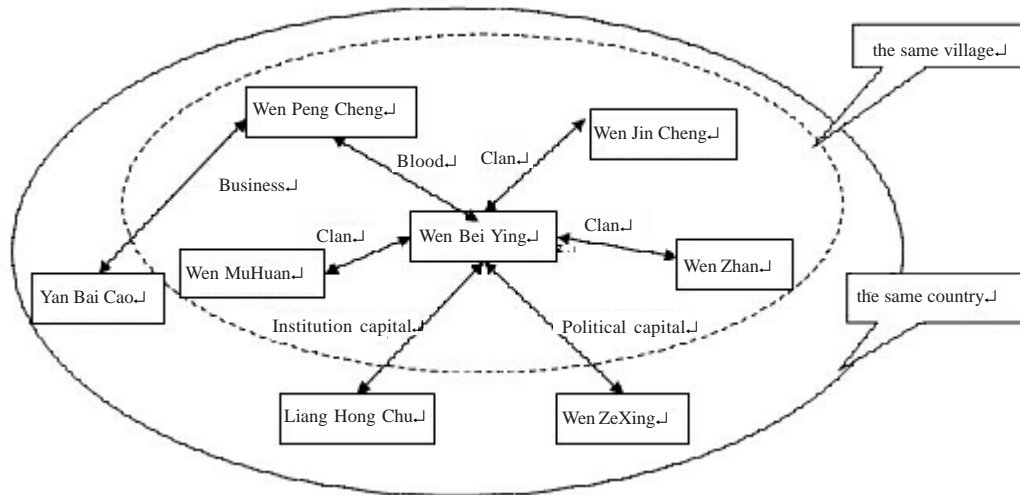 the same village↵
Wen Peng Cheng↵
Wen Jin Cheng↵
Blood↵
Clan↵
Business↵
Clan↵
Wen Bei Ying↵
Clan↵
Wen MuHuan↵
Wen Zhan↵
Yan Bai Cao↵
the same country↵
Institution capital↵
Political capital↵
Liang Hong Chu↵
Wen ZeXing↵